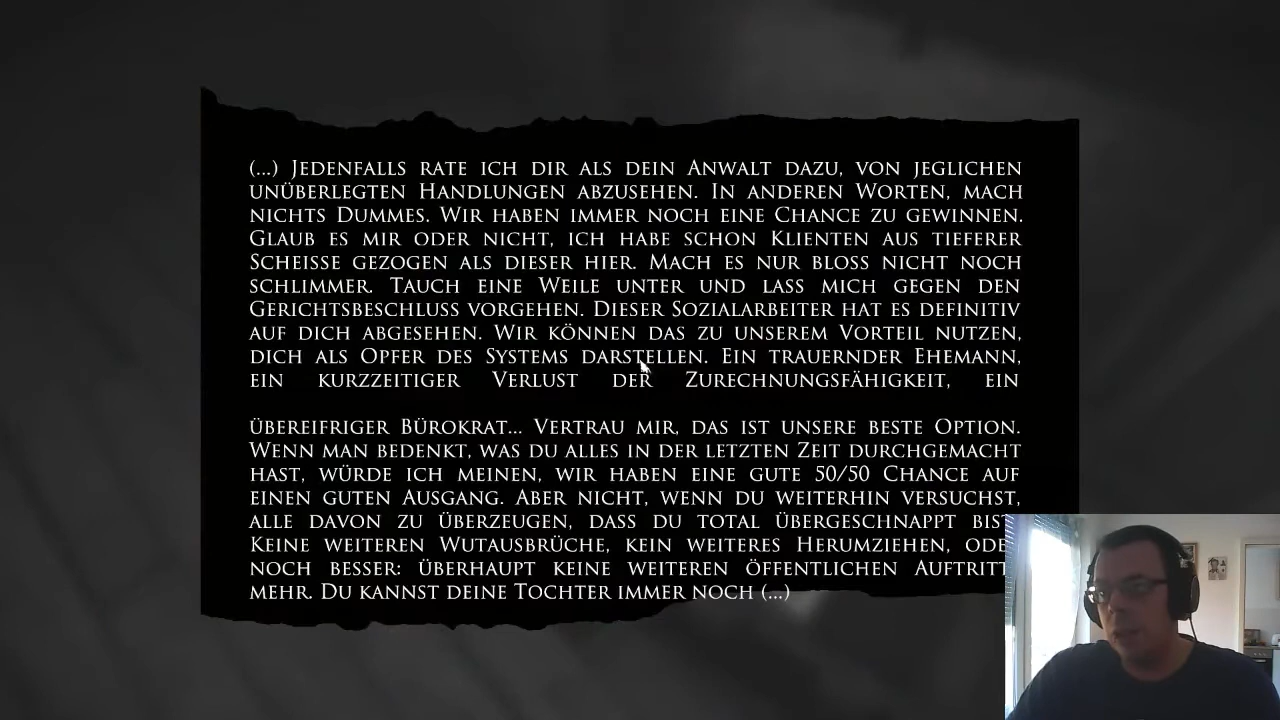 (...) Jedenfalls rate ich dir als dein Anwalt dazu, von jeglichen
unüberlegten Handlungen abzusehen. In anderen Worten, mach
nichts Dummes. Wir haben immer noch eine Chance zu gewinnen.
Glaub es mir oder nicht, ich habe schon Klienten aus tieferer
Scheisse gezogen als dieser hier. Mach es nur bloss nicht noch
schlimmer. Tauch eine Weile unter und lass mich gegen den
Gerichtsbeschluss vorgehen. Dieser Sozialarbeiter hat es definitiv
auf dich abgesehen. Wir können das zu unserem Vorteil nutzen,
dich als Opfer des Systems darstellen. Ein trauernder Ehemann,
ein kurzzeitiger Verlust der Zurechnungsfähigkeit, ein
übereifriger Bürokrat... Vertrau mir, das ist unsere beste Option.
Wenn man bedenkt, was du alles in der letzten Zeit durchgemacht
hast, würde ich meinen, wir haben eine gute 50/50 Chance auf
einen guten Ausgang. Aber nicht, wenn du weiterhin versuchst,
alle davon zu überzeugen, dass du total übergeschnappt bist.
Keine weiteren Wutausbrüche, kein weiteres Herumziehen, ode
noch besser: überhaupt keine weiteren öffentlichen Auftritt
mehr. Du kannst deine Tochter immer noch (...)